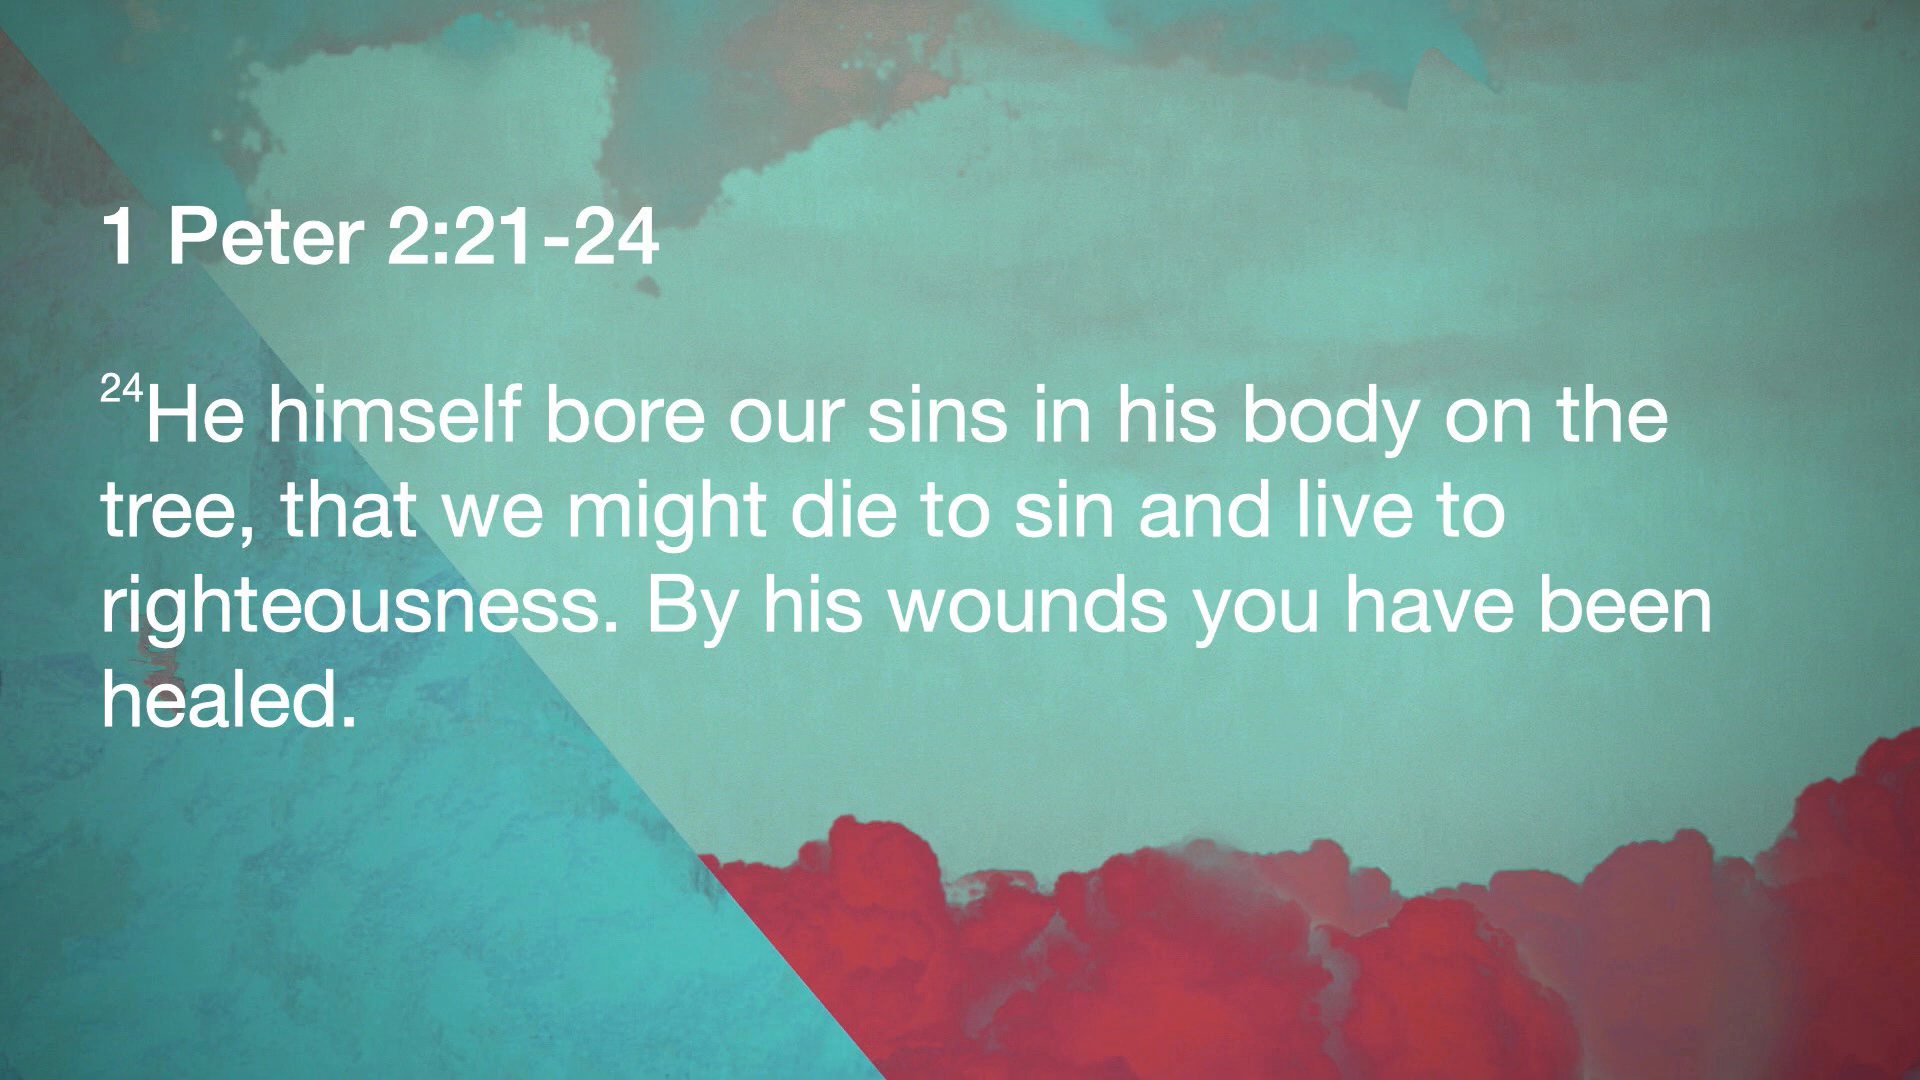 1 Peter 2:21-24
24He himself bore our sins in his body on the
tree, that we might die to sin and live to
righteousness. By his wounds you have been
healed.